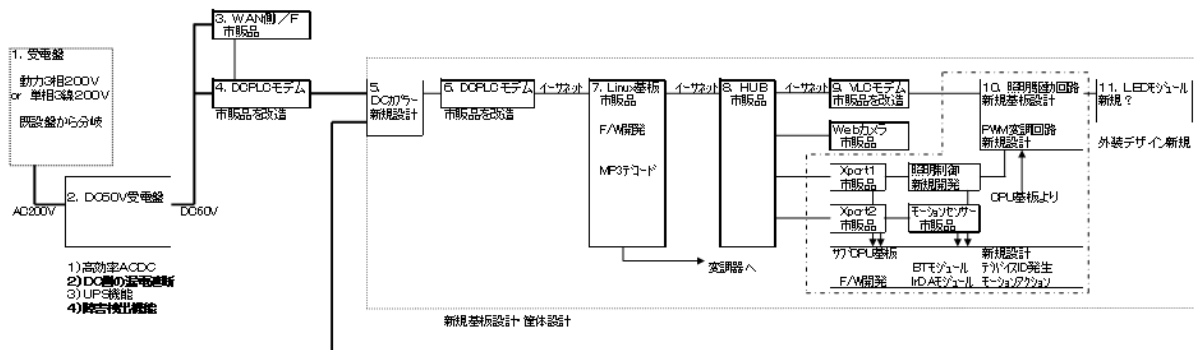 1. 受電盤
動力3相200V
or 単相3線200V
既設盤から分岐
AC200V
2. DC60V受電盤
DC60V
1)高効率ACDC
2)DC側の漏電遮断
3)UPS機能
4)障害検出機能
3. WAN側I/F
市販品
4. DCPLCモデム
市販品を改造
5.
DCカプラー
新規設計
6. DCPLCモデム
市販品を改造
イーサネット
7. Linux基板
市販品
F/W開発
MP3デコード
イーサネット
8. HUB
市販品
イーサネット
9. VLCモデム
市販品を改造
Webカメラ
市販品
Xport1
市販品
照明制御
新規開発
Xport2
市販品
モーションセンサー
市販品
10. 照明駆動回路
新規基板設計
PWM変調回路
新規設計
CPU基板より
11. LEDモジュール
新規?
外装デザイン新規
変調器へ
サブCPU基板
新規設計
BTモジュール
デバイスID発生
F/W開発
IrDAモジュール
モーションアクション
新規基板設計 筐体設計